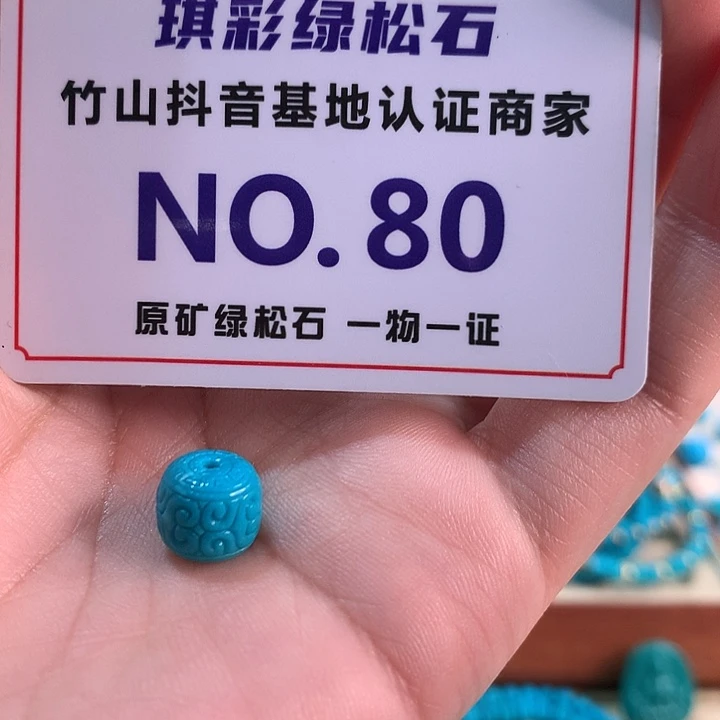 琪彩绿松石
竹山抖音基地认证商家
NO. 80
原矿绿松石 一物一证